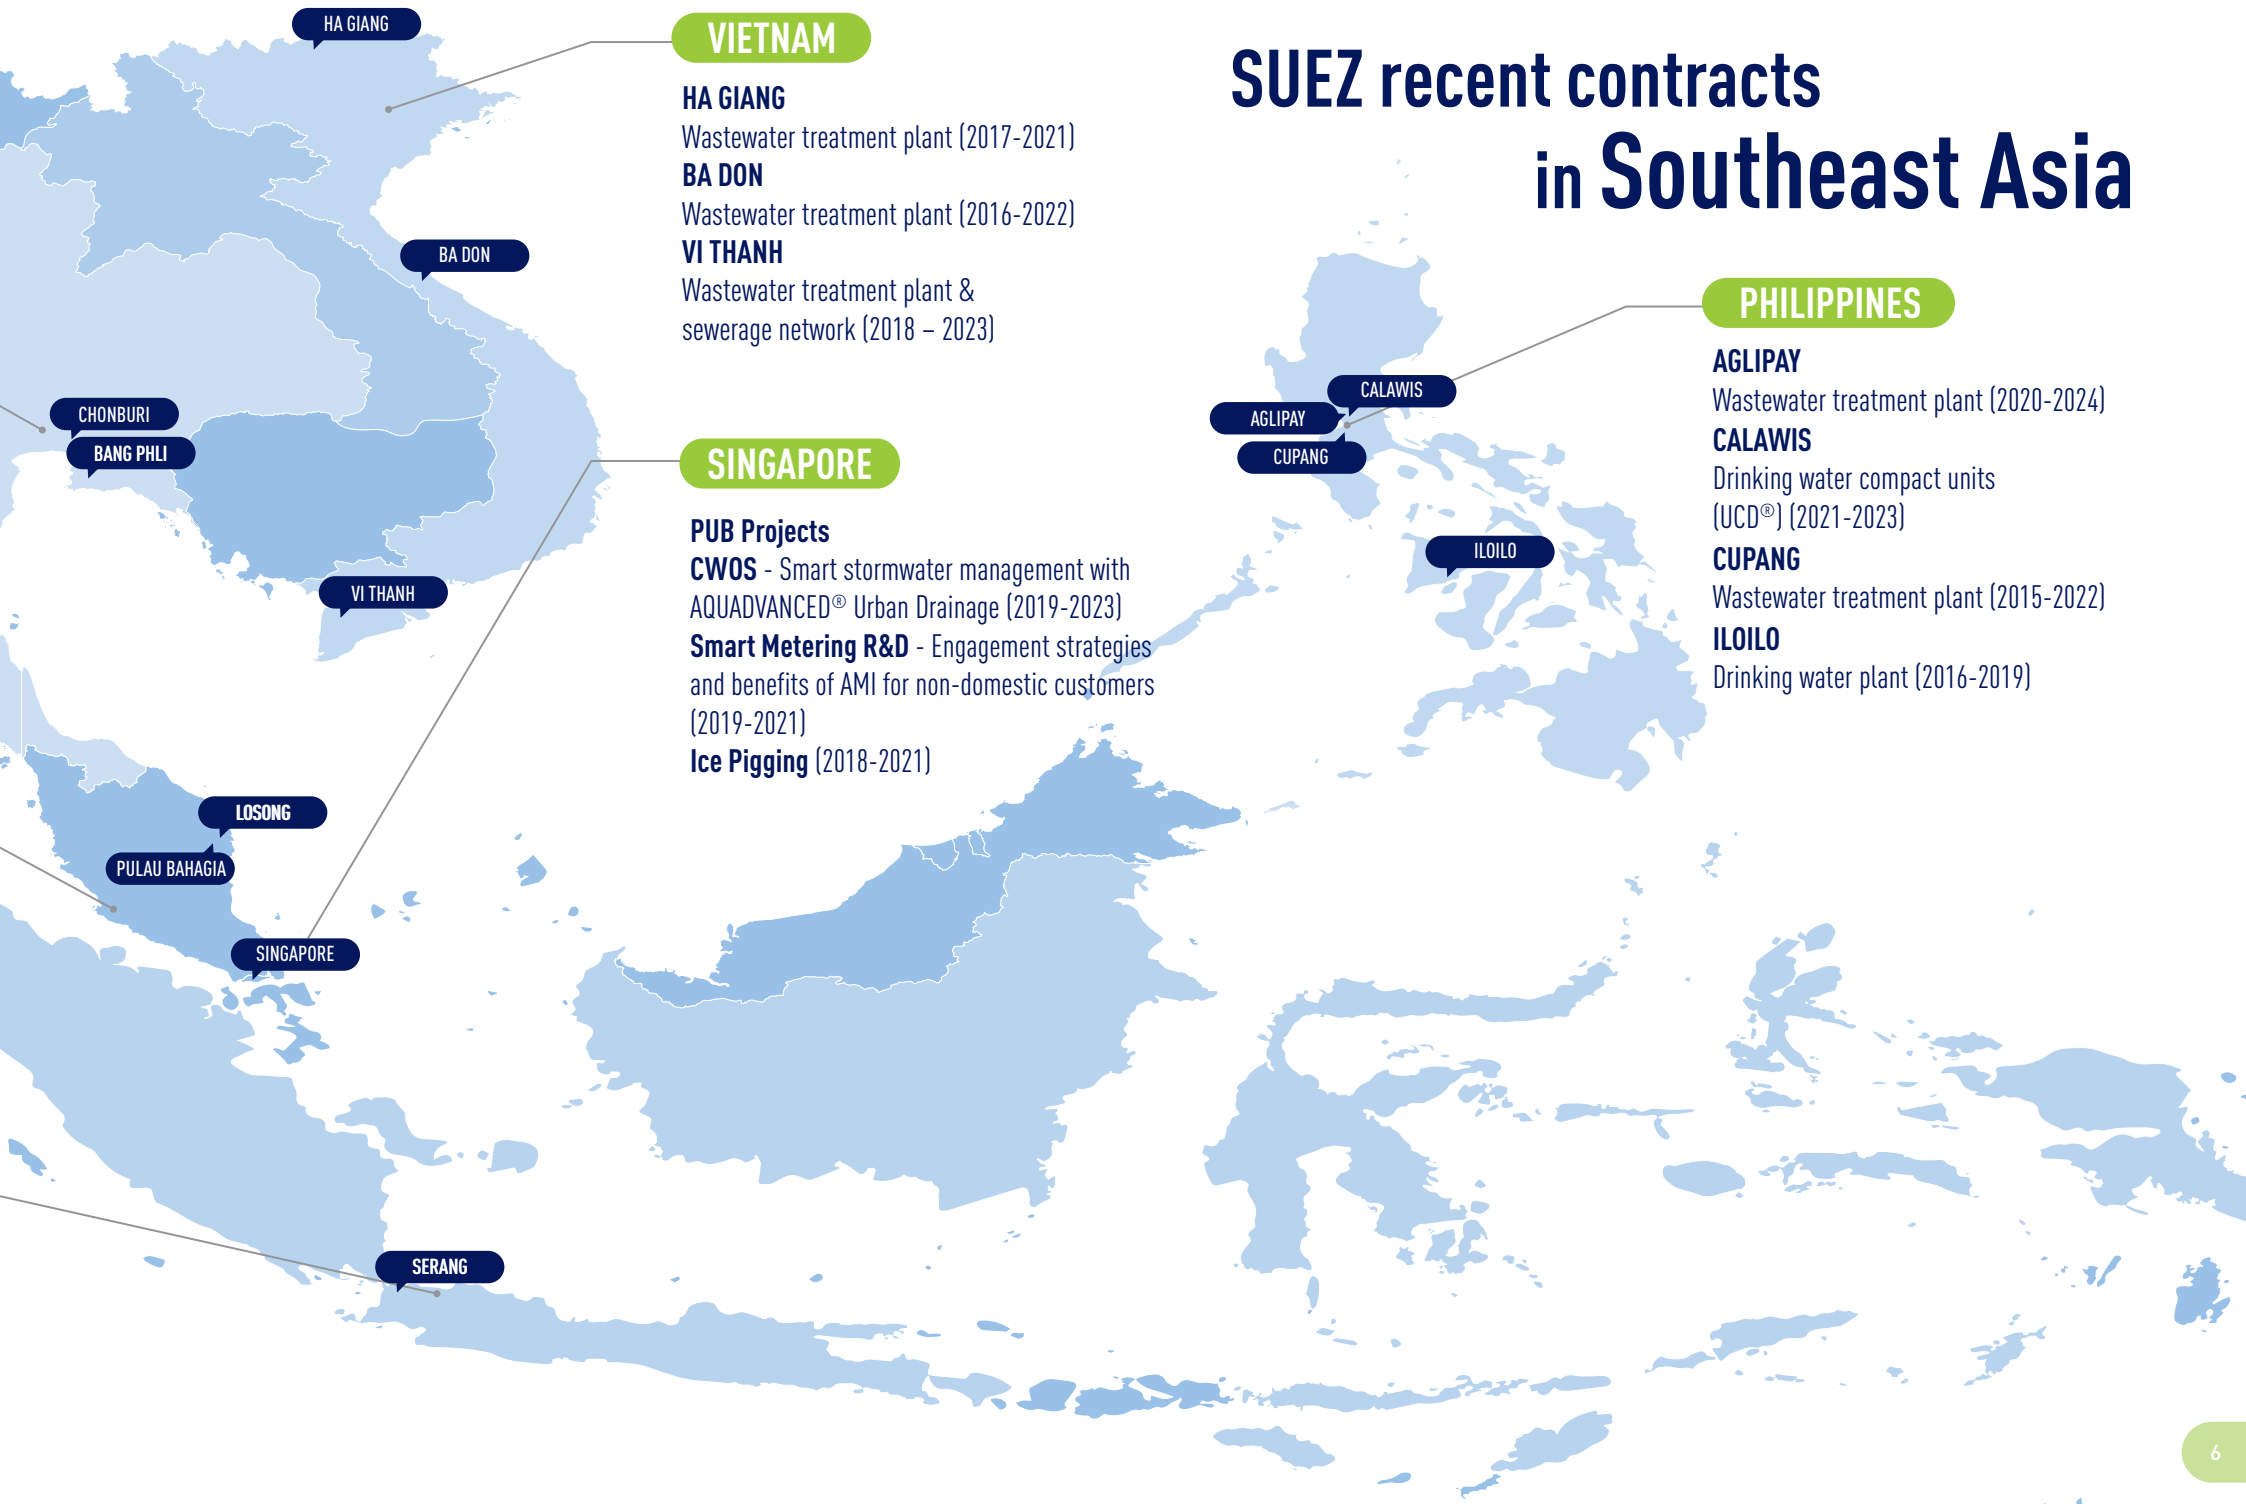 SUEZ recent contracts
in Southeast Asia
HA GIANG
BA DON
CHONBURI
BANG PHLI
VI THANH
LOSONG
PULAU BAHAGIA
SINGAPORE
SERANG
VIETNAM
HA GIANG
Wastewater treatment plant (2017-2021)
BA DON
Wastewater treatment plant (2016-2022)
VI THANH
Wastewater treatment plant &
sewerage network (2018 – 2023)
SINGAPORE
PUB Projects
CWOS - Smart stormwater management with
AQUADVANCED® Urban Drainage (2019-2023)
Smart Metering R&D - Engagement strategies
and benefits of AMI for non-domestic customers
(2019-2021)
Ice Pigging (2018-2021)
CALAWIS
AGLIPAY
CUPANG
ILOILO
PHILIPPINES
AGLIPAY
Wastewater treatment plant (2020-2024)
CALAWIS
Drinking water compact units
(UCD®) (2021-2023)
CUPANG
Wastewater treatment plant (2015-2022)
ILOILO
Drinking water plant (2016-2019)
6